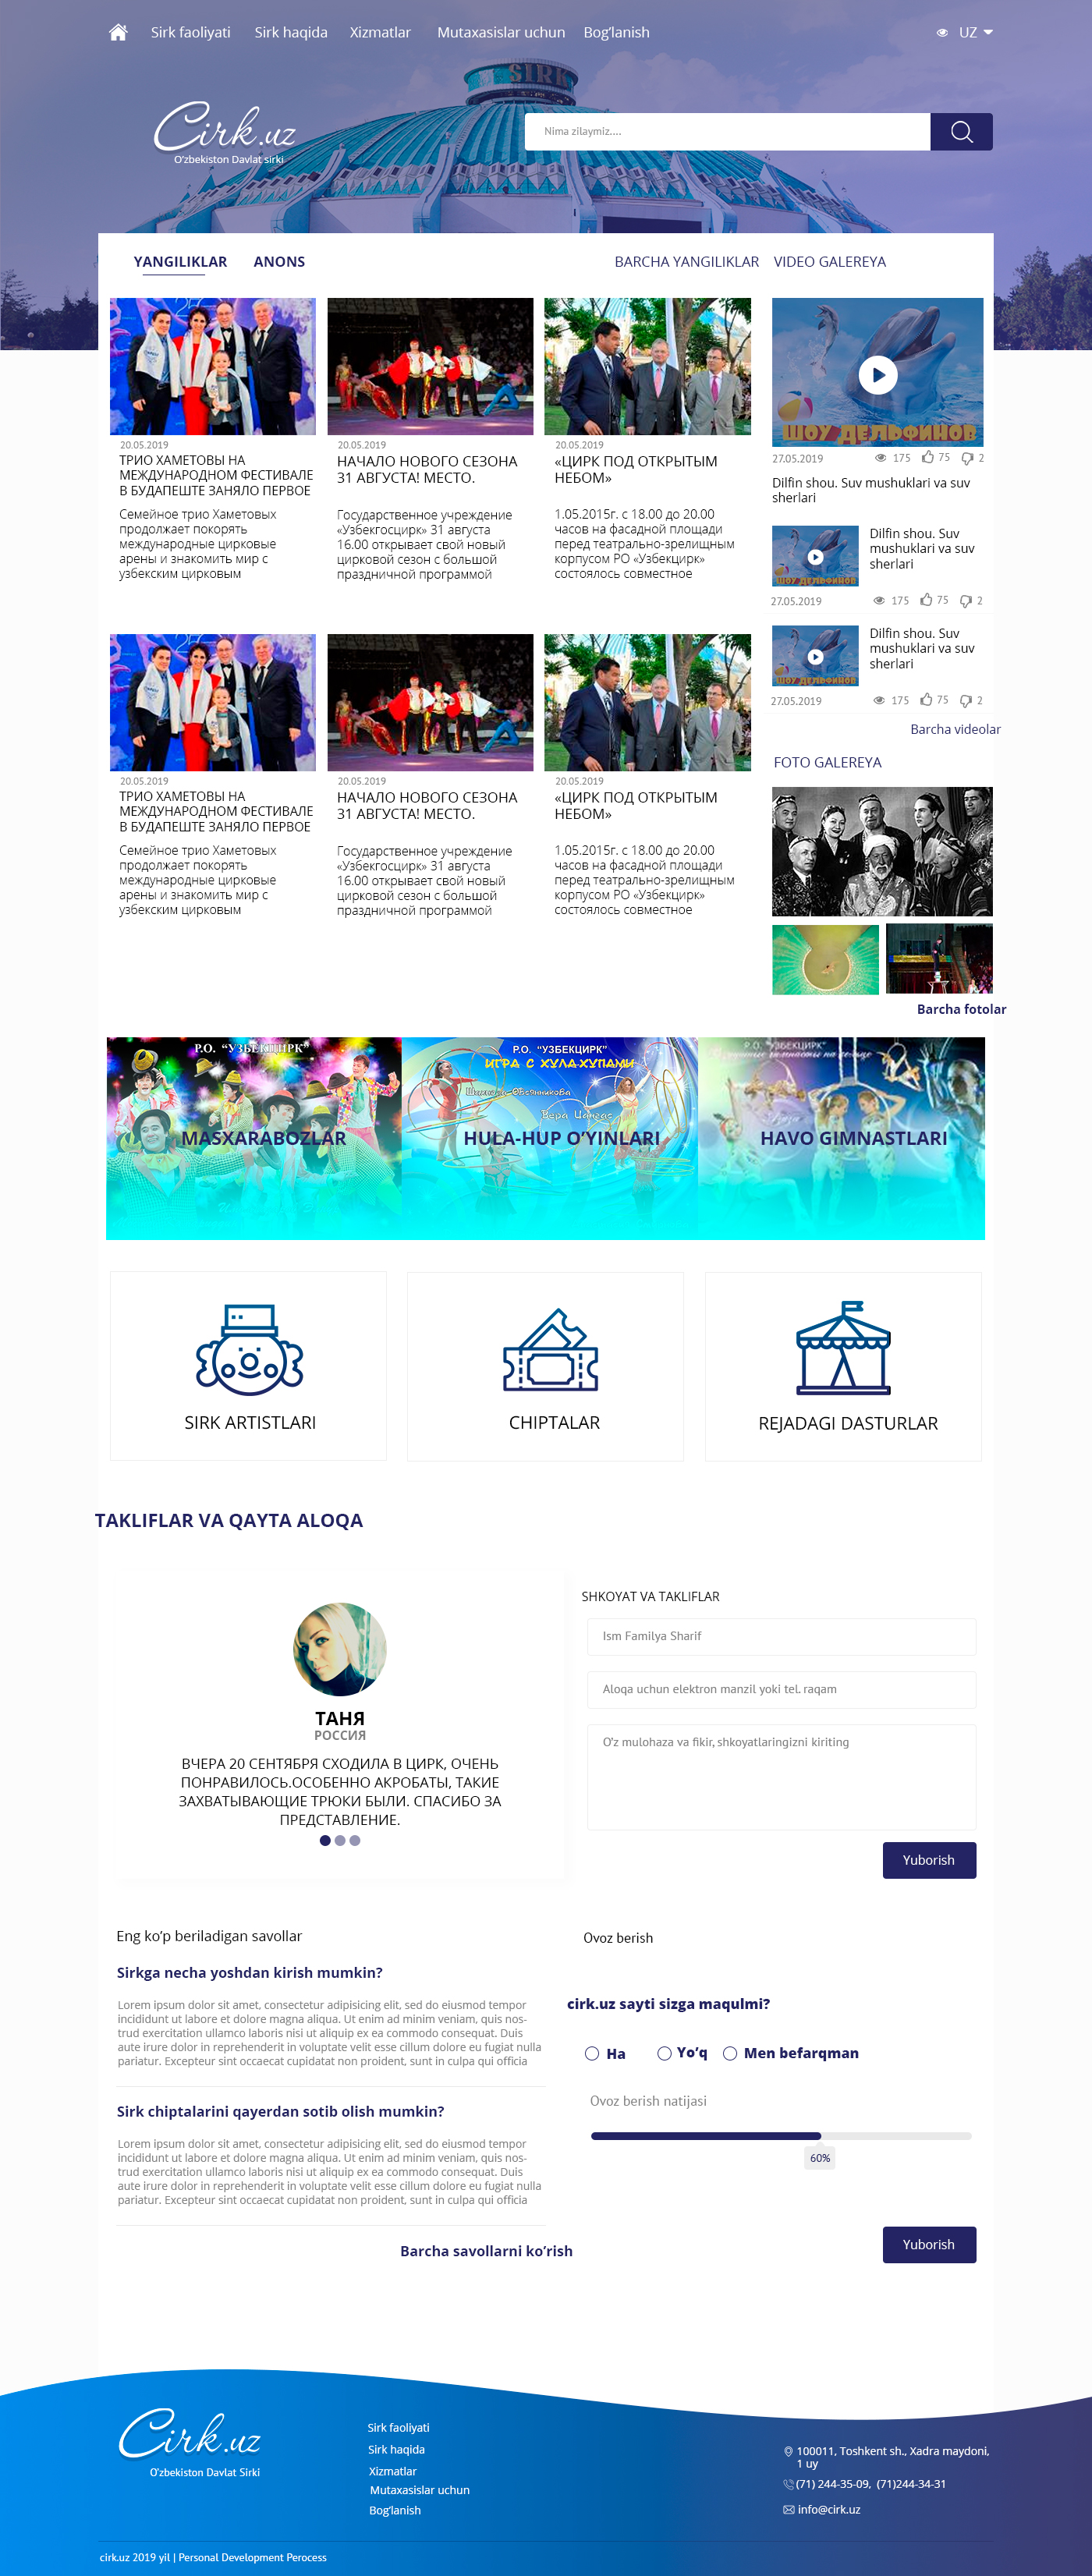 Sirk faoliyati Sirk haqida Xizmatlar Mutaxasislar uchun Bog‘lanish UZ
SIRK
Cirk.uz
O‘zbekiston Davlat sirki
Nima zilaymiz....
YANGILIKLAR ANONS BARCHA YANGILIKLAR VIDEO GALEREYA
20.05.2019
ТРИО ХАМЕТОВЫ НА
МЕЖДУНАРОДНОМ ФЕСТИВАЛЕ
В БУДАПЕШТЕ ЗАНЯЛО ПЕРВОЕ
Семейное трио Хаметовых
продолжает покорять
международные цирковые
арены и знакомить мир с
узбекским цирковым
20.05.2019
НАЧАЛО НОВОГО СЕЗОНА
31 АВГУСТА! МЕСТО.
Государственное учреждение
«Узбекгосцирк» 31 августа
16.00 открывает свой новый
цирковой сезон с большой
праздничной программой
20.05.2019
«ЦИРК ПОД ОТКРЫТЫМ
НЕБОМ»
1.05.2015г. с 18.00 до 20.00
часов на фасадной площади
перед театрально-зрелищным
корпусом РО «Узбекцирк»
состоялось совместное
20.05.2019
ТРИО ХАМЕТОВЫ НА
МЕЖДУНАРОДНОМ ФЕСТИВАЛЕ
В БУДАПЕШТЕ ЗАНЯЛО ПЕРВОЕ
Семейное трио Хаметовых
продолжает покорять
международные цирковые
арены и знакомить мир с
узбекским цирковым
20.05.2019
НАЧАЛО НОВОГО СЕЗОНА
31 АВГУСТА! МЕСТО.
Государственное учреждение
«Узбекгосцирк» 31 августа
16.00 открывает свой новый
цирковой сезон с большой
праздничной программой
20.05.2019
«ЦИРК ПОД ОТКРЫТЫМ
НЕБОМ»
1.05.2015г. с 18.00 до 20.00
часов на фасадной площади
перед театрально-зрелищным
корпусом РО «Узбекцирк»
состоялось совместное
ШОУ ДЕЛЬФИНОВ
27.05.2019 175 75 2
Dilfin shou. Suv mushuklari va suv
sherlari
ШОУ ДЕЛЬФИНОВ
Dilfin shou. Suv
mushuklari va suv
sherlari
27.05.2019 175 75 2
ШОУ ДЕЛЬФИНОВ
Dilfin shou. Suv
mushuklari va suv
sherlari
27.05.2019 175 75 2
Barcha videolar
FOTO GALEREYA
Barcha fotolar
Р.О. “УЗБЕКЦИРК”
MASXARABOZLAR
Р.О. “УЗБЕКЦИРК”
ИГРА С ХУЛА-ХУПАМИ
HULA-HUP O‘YINLARI
Р.О. “УЗБЕКЦИРК”
HAVO GIMNASTLARI
SIRK ARTISTLARI
CHIPTALAR
REJADAGI DASTURLAR
TAKLIFLAR VA QAYTA ALOQA
ТАНЯ
РОССИЯ
ВЧЕРА 20 СЕНТЯБРЯ СХОДИЛА В ЦИРК, ОЧЕНЬ
ПОНРАВИЛОСЬ.ОСОБЕННО АКРОБАТЫ, ТАКИЕ
ЗАХВАТЫВАЮЩИЕ ТРЮКИ БЫЛИ. СПАСИБО ЗА
ПРЕДСТАВЛЕНИЕ.
SHKOYAT VA TAKLIFLAR
Ism Familya Sharif
Aloqa uchun elektron manzil yoki tel. raqam
O‘z mulohaza va fikir, shkoyatlaringizni kiriting
Yuborish
Eng ko‘p beriladigan savollar
Sirkga necha yoshdan kirish mumkin?
Lorem ipsum dolor sit amet, consectetur adipisicing elit, sed do eiusmod tempor
incididunt ut labore et dolore magna aliqua. Ut enim ad minim veniam, quis nos-
trud exercitation ullamco laboris nisi ut aliquip ex ea commodo consequat. Duis
aute irure dolor in reprehenderit in voluptate velit esse cillum dolore eu fugiat nulla
pariatur. Excepteur sint occaecat cupidatat non proident, sunt in culpa qui officia
Sirk chiptalarini qayerdan sotib olish mumkin?
Lorem ipsum dolor sit amet, consectetur adipisicing elit, sed do eiusmod tempor
incididunt ut labore et dolore magna aliqua. Ut enim ad minim veniam, quis nos-
trud exercitation ullamco laboris nisi ut aliquip ex ea commodo consequat. Duis
aute irure dolor in reprehenderit in voluptate velit esse cillum dolore eu fugiat nulla
pariatur. Excepteur sint occaecat cupidatat non proident, sunt in culpa qui officia
Barcha savollarni ko‘rish
Ovoz berish
cirk.uz sayti sizga maqulmi?
Ha Yo‘q Men befarqman
Ovoz berish natijasi
60%
Yuborish
Cirk.uz
O‘zbekiston Davlat Sirki
Sirk faoliyati
Sirk haqida
Xizmatlar
Mutaxasislar uchun
Bog‘lanish
100011, Toshkent sh., Xadra maydoni,
1 uy
(71) 244-35-09, (71)244-34-31
info@cirk.uz
cirk.uz 2019 yil | Personal Development Perocess